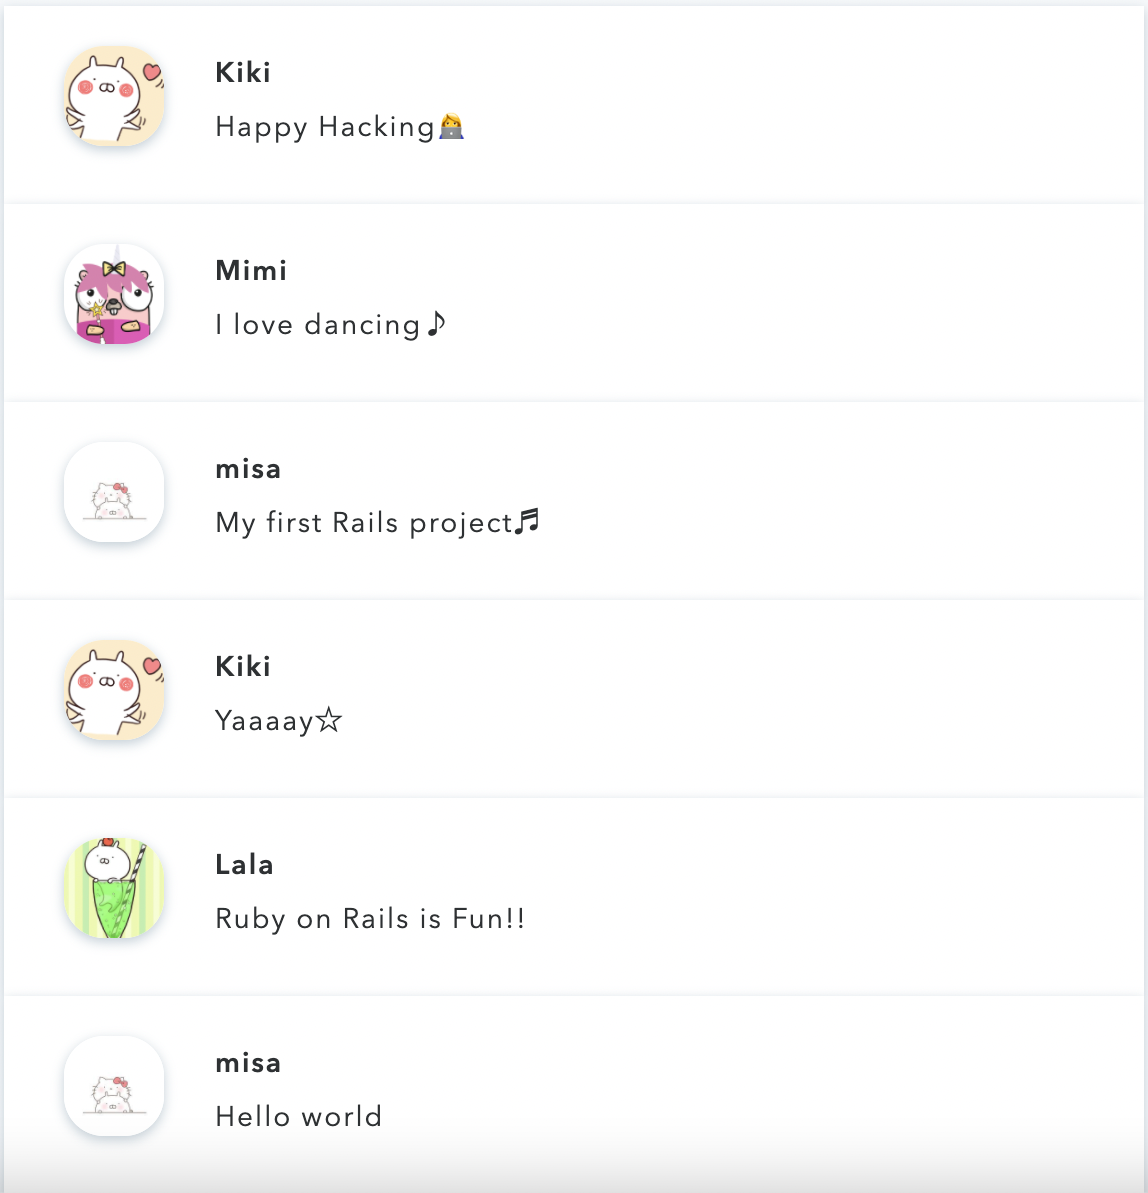 Kiki
Happy Hacking👩‍💻
Mimi
I love dancing♪
misa
My first Rails project♬
Kiki
Yaaaay☆
Lala
Ruby on Rails is Fun!!
misa
Hello world